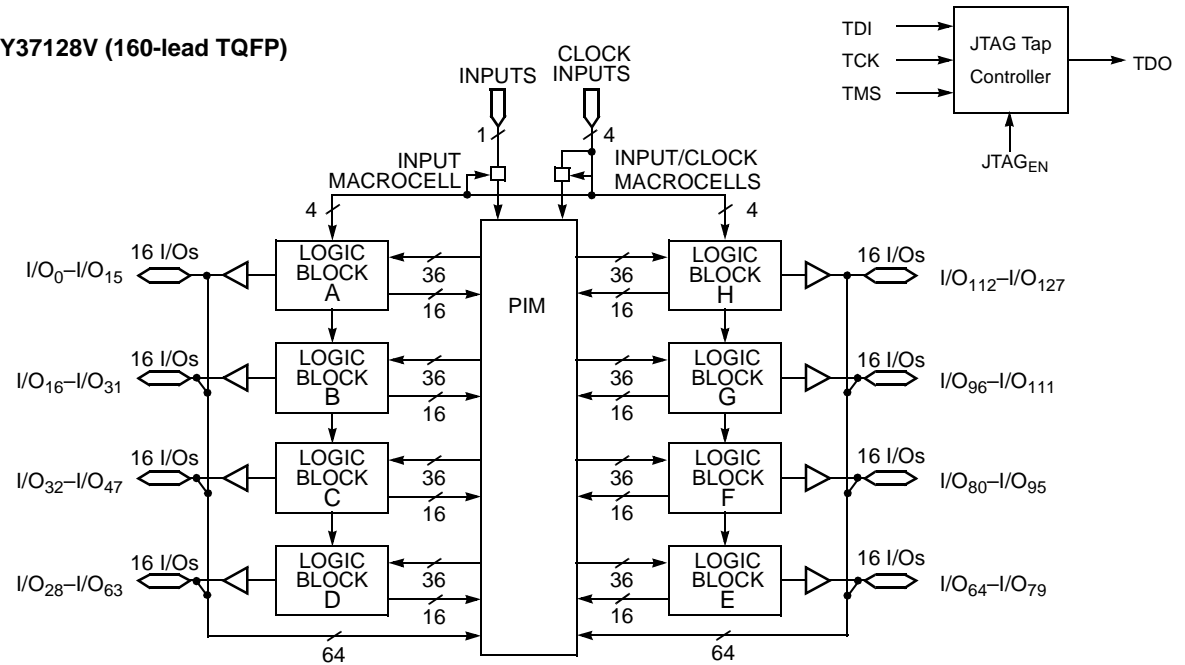 Y37128V (160-lead TQFP)
TDI
TCK
TMS
JTAG Tap
Controller
TDO
JTAGEN
INPUTS
CLOCK
INPUTS
1
4
INPUT
MACROCELL
INPUT/CLOCK
MACROCELLS
4
4
I/O0–I/O15
16 I/Os
LOGIC
BLOCK
A
36
16
PIM
36
16
LOGIC
BLOCK
H
16 I/Os
I/O112–I/O127
I/O16–I/O31
16 I/Os
LOGIC
BLOCK
B
36
16
36
16
LOGIC
BLOCK
G
16 I/Os
I/O96–I/O111
I/O32–I/O47
16 I/Os
LOGIC
BLOCK
C
36
16
36
16
LOGIC
BLOCK
F
16 I/Os
I/O80–I/O95
I/O28–I/O63
16 I/Os
LOGIC
BLOCK
D
36
16
36
16
LOGIC
BLOCK
E
16 I/Os
I/O64–I/O79
64
64